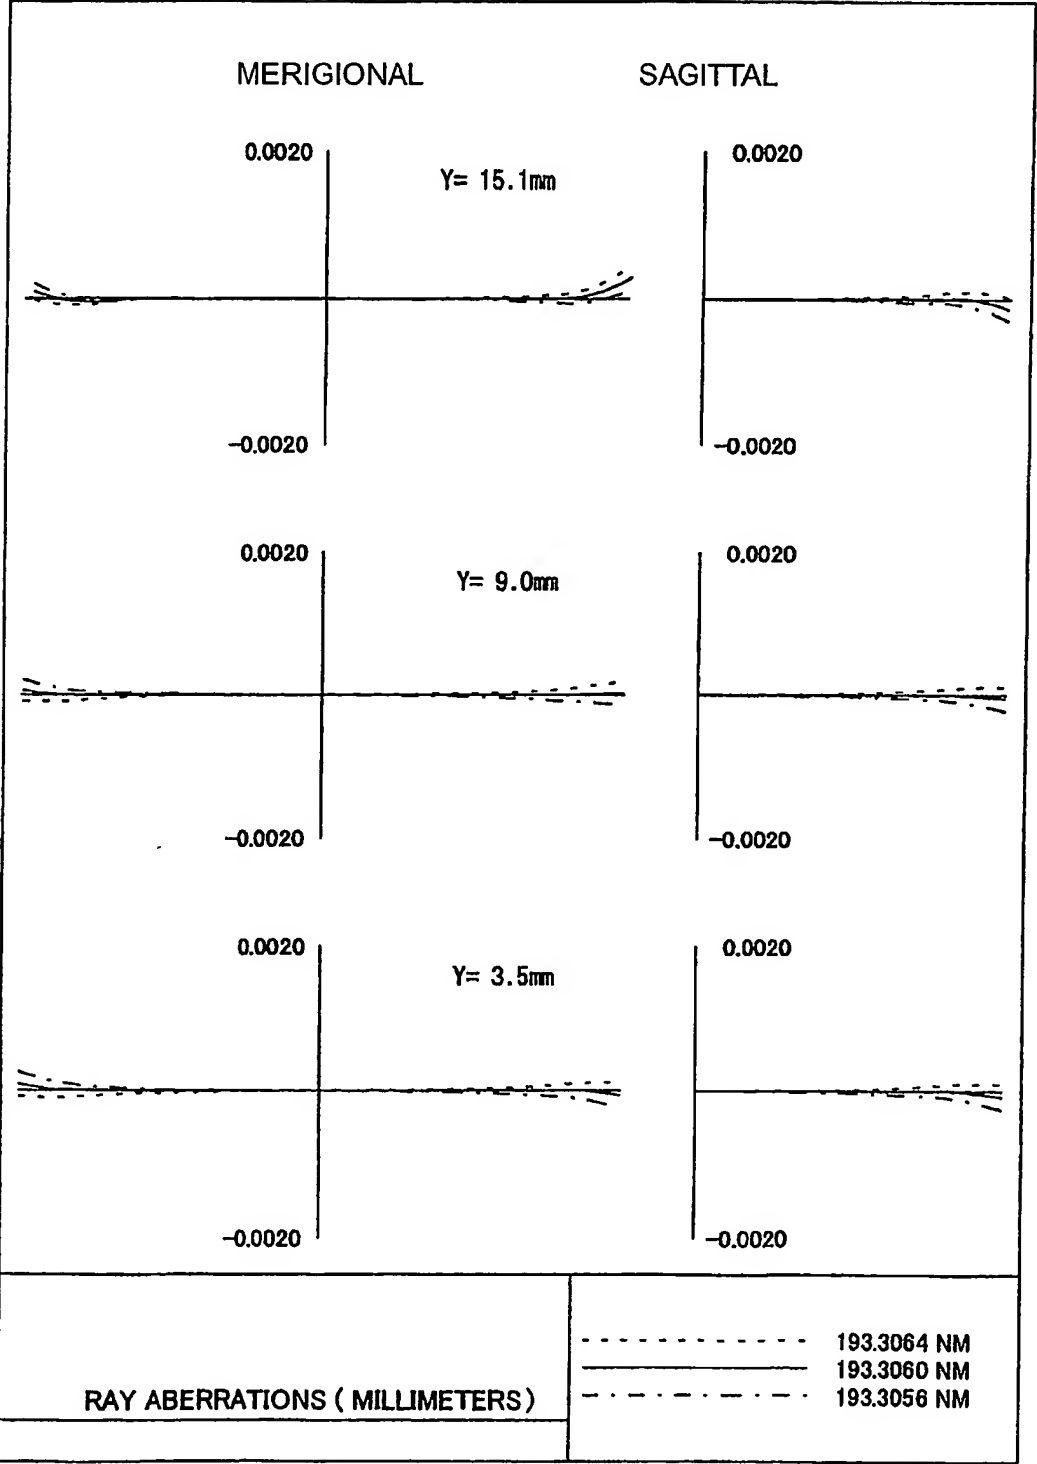 MERIGIONAL SAGITTAL
0.0020 0.0020
Y= 15.1mm
-0.0020 -0.0020
0.0020 0.0020
Y= 9.0mm
-0.0020 -0.0020
0.0020 0.0020
Y= 3.5mm
-0.0020 -0.0020
193.3064 NM
193.3060 NM
193.3056 NM
RAY ABERRATIONS ( MILLIMETERS )